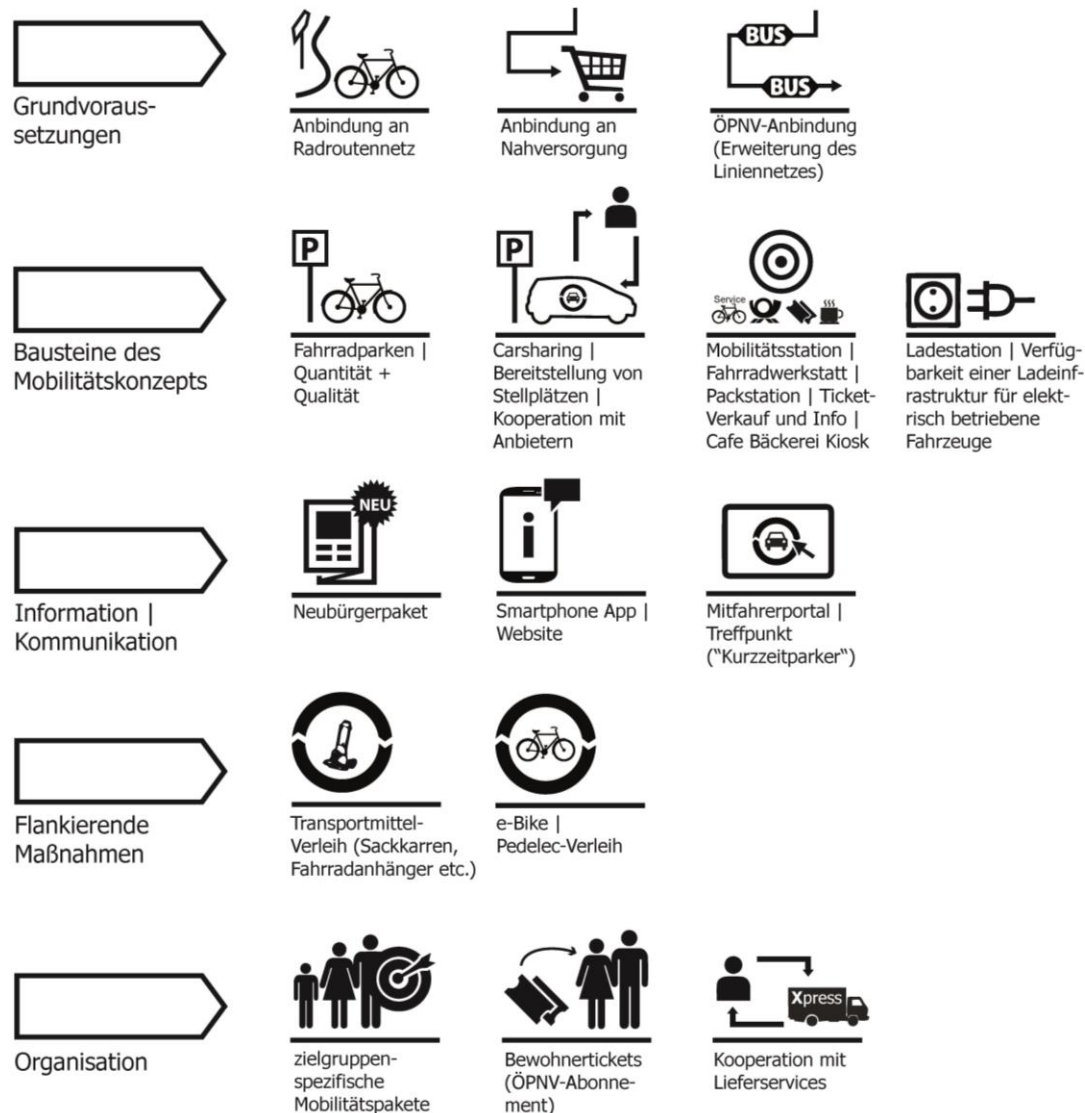 Grundvoraus-
setzungen
Anbindung an
Radroutennetz
Anbindung an
Nahversorgung
BUS
BUS
ÖPNV-Anbindung
(Erweiterung des
Liniennetzes)
Bausteine des
Mobilitätskonzepts
P
Fahrradparken |
Quantität +
Qualität
P
Carsharing |
Bereitstellung von
Stellplätzen |
Kooperation mit
Anbietern
Service
Mobilitätsstation |
Fahrradwerkstatt |
Packstation | Ticket-
Verkauf und Info |
Cafe Bäckerei Kiosk
Ladestation | Verfüg-
barkeit einer Ladeinf-
rastruktur für elekt-
risch betriebene
Fahrzeuge
Information |
Kommunikation
NEU
Neubürgerpaket
i
Smartphone App |
Website
Mitfahrerportal |
Treffpunkt
(“Kurzzeitparker“)
Flankierende
Maßnahmen
Transportmittel-
Verleih (Sackkarren,
Fahrradanhänger etc.)
e-Bike |
Pedelec-Verleih
Organisation
zielgruppen-
spezifische
Mobilitätspakete
Bewohnertickets
(ÖPNV-Abonne-
ment)
Xpress
Kooperation mit
Lieferservices